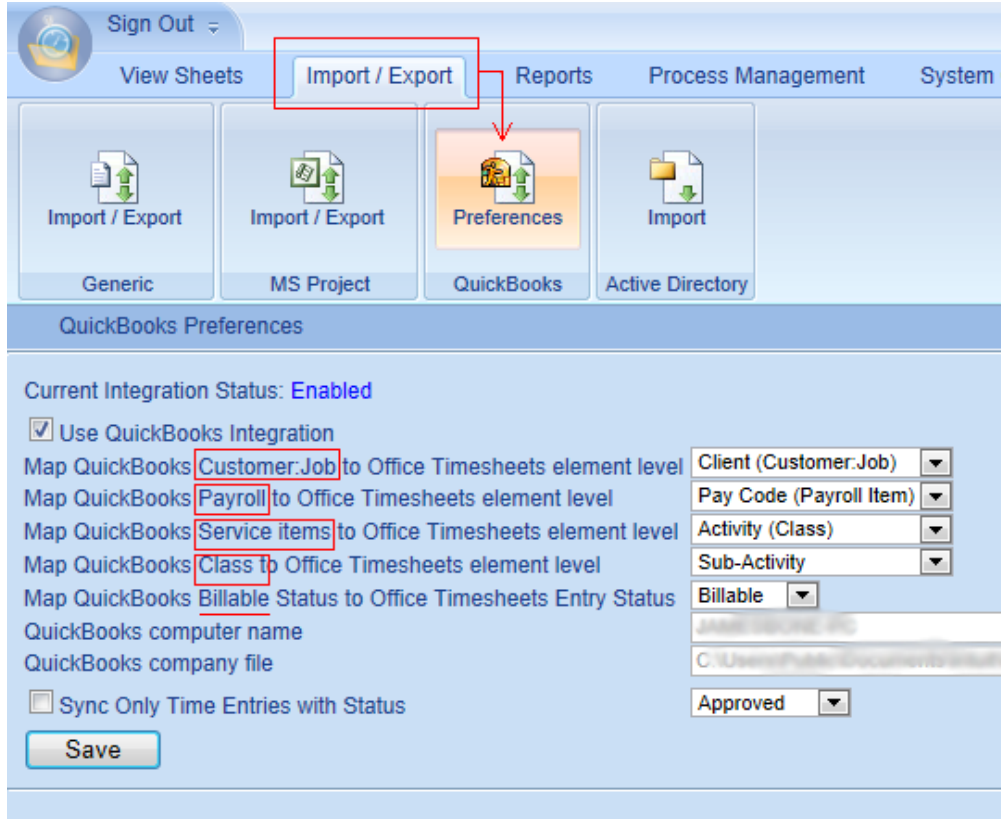 Sign Out
View Sheets Import / Export Reports Process Management System
Import / Export Import / Export Preferences Import
Generic MS Project QuickBooks Active Directory
QuickBooks Preferences
Current Integration Status: Enabled
Use QuickBooks Integration
Map QuickBooks Customer:Job to Office Timesheets element level Client (Customer:Job)
Map QuickBooks Payroll to Office Timesheets element level Pay Code (Payroll Item)
Map QuickBooks Service items to Office Timesheets element level Activity (Class)
Map QuickBooks Class to Office Timesheets element level Sub-Activity
Map QuickBooks Billable Status to Office Timesheets Entry Status Billable
QuickBooks computer name
QuickBooks company file
Sync Only Time Entries with Status Approved
Save